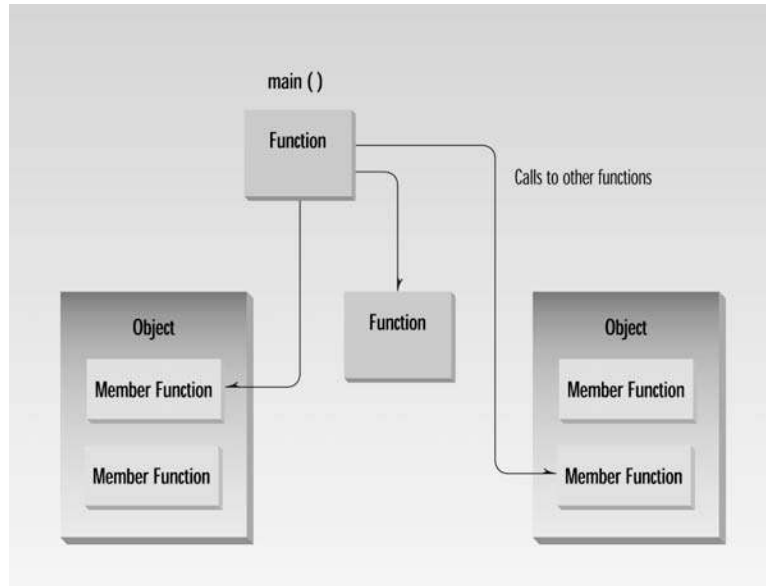 main ( )
Function
Calls to other functions
Function
Object
Member Function
Member Function
Object
Member Function
Member Function